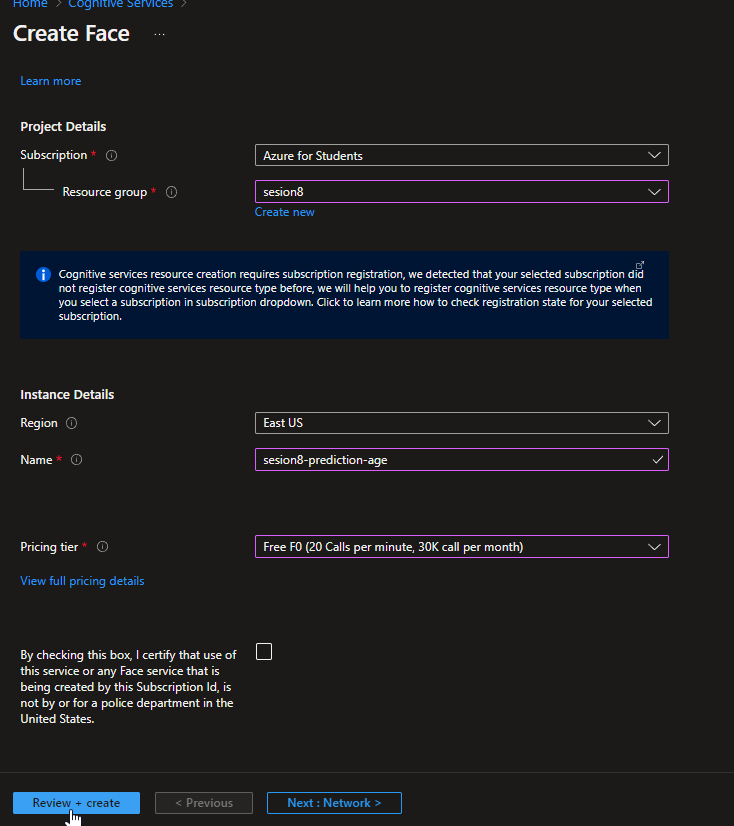 Home > Cognitive Services >
Create Face ...
Learn more
Project Details
Subscription * Azure for Students
Resource group * sesion8
Create new
Cognitive services resource creation requires subscription registration, we detected that your selected subscription did
not register cognitive services resource type before, we will help you to register cognitive services resource type when
you select a subscription in subscription dropdown. Click to learn more how to check registration state for your selected
subscription.
Instance Details
Region East US
Name * sesion8-prediction-age
Pricing tier * Free F0 (20 Calls per minute, 30K call per month)
View full pricing details
By checking this box, I certify that use of
this service or any Face service that is
being created by this Subscription Id, is
not by or for a police department in the
United States.
Review + create < Previous Next : Network >